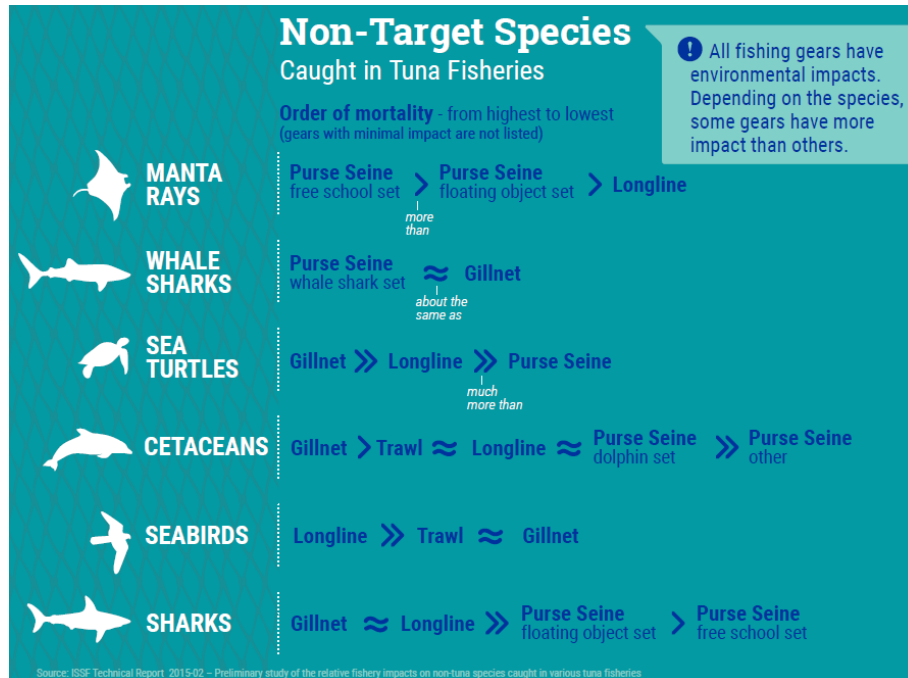 Non-Target Species
Caught in Tuna Fisheries
! All fishing gears have
environmental impacts.
Depending on the species,
some gears have more
impact than others.
Order of mortality - from highest to lowest
(gears with minimal impact are not listed)
MANTA
RAYS
Purse Seine
free school set
>
more
than
Purse Seine
floating object set
> Longline
WHALE
SHARKS
Purse Seine
whale shark set
≈
about the
same as
Gillnet
SEA
TURTLES
Gillnet >> Longline >> Purse Seine
much
more than
CETACEANS
Gillnet > Trawl ≈ Longline ≈ Purse Seine
dolphin set
>> Purse Seine
other
SEABIRDS
Longline >> Trawl ≈ Gillnet
SHARKS
Gillnet ≈ Longline >> Purse Seine
floating object set
> Purse Seine
free school set
Source: ISSF Technical Report 2015-02 – Preliminary study of the relative fishery impacts on non-tuna species caught in various tuna fisheries